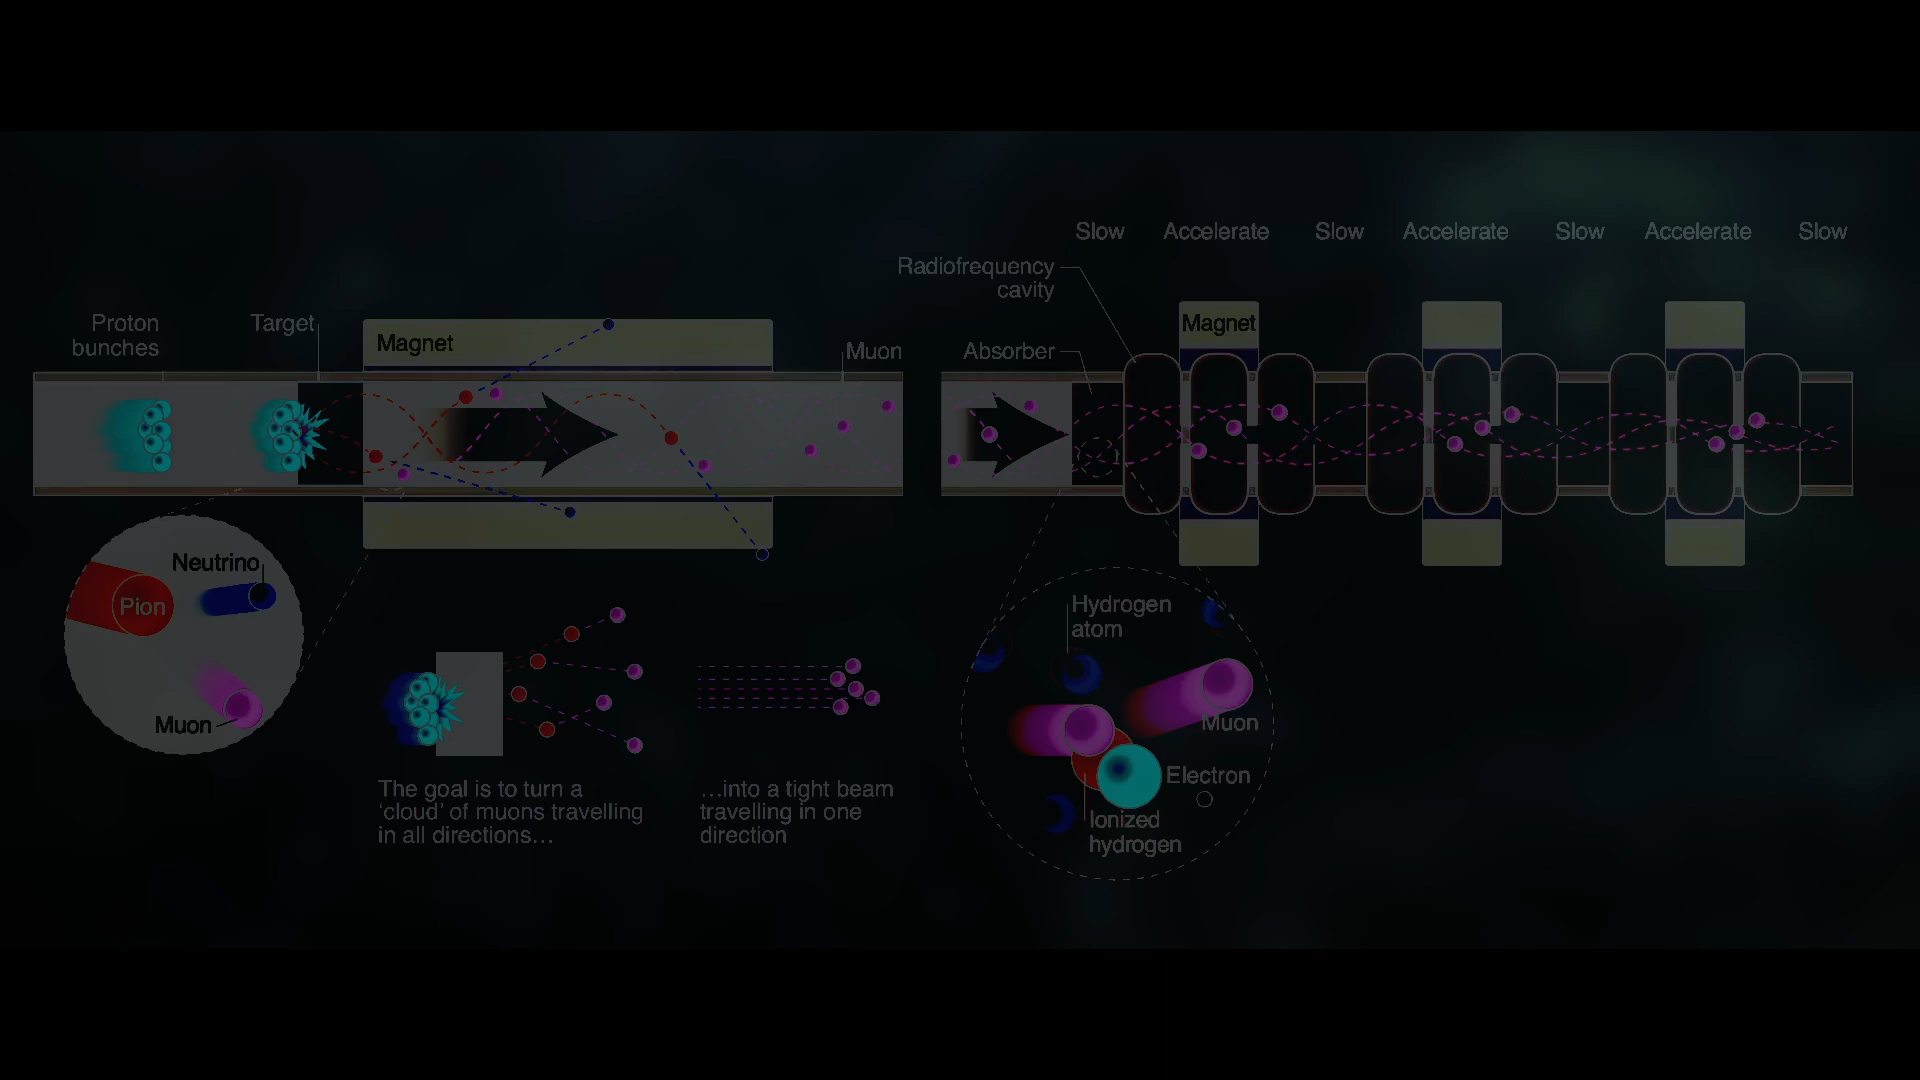 Proton
bunches
Target
Magnet
Muon
Neutrino
Pion
Muon
The goal is to turn a
‘cloud’ of muons travelling
in all directions…
…into a tight beam
travelling in one
direction
Slow
Accelerate
Slow
Accelerate
Slow
Accelerate
Slow
Radiofrequency
cavity
Absorber
Magnet
Hydrogen
atom
Muon
Electron
Ionized
hydrogen